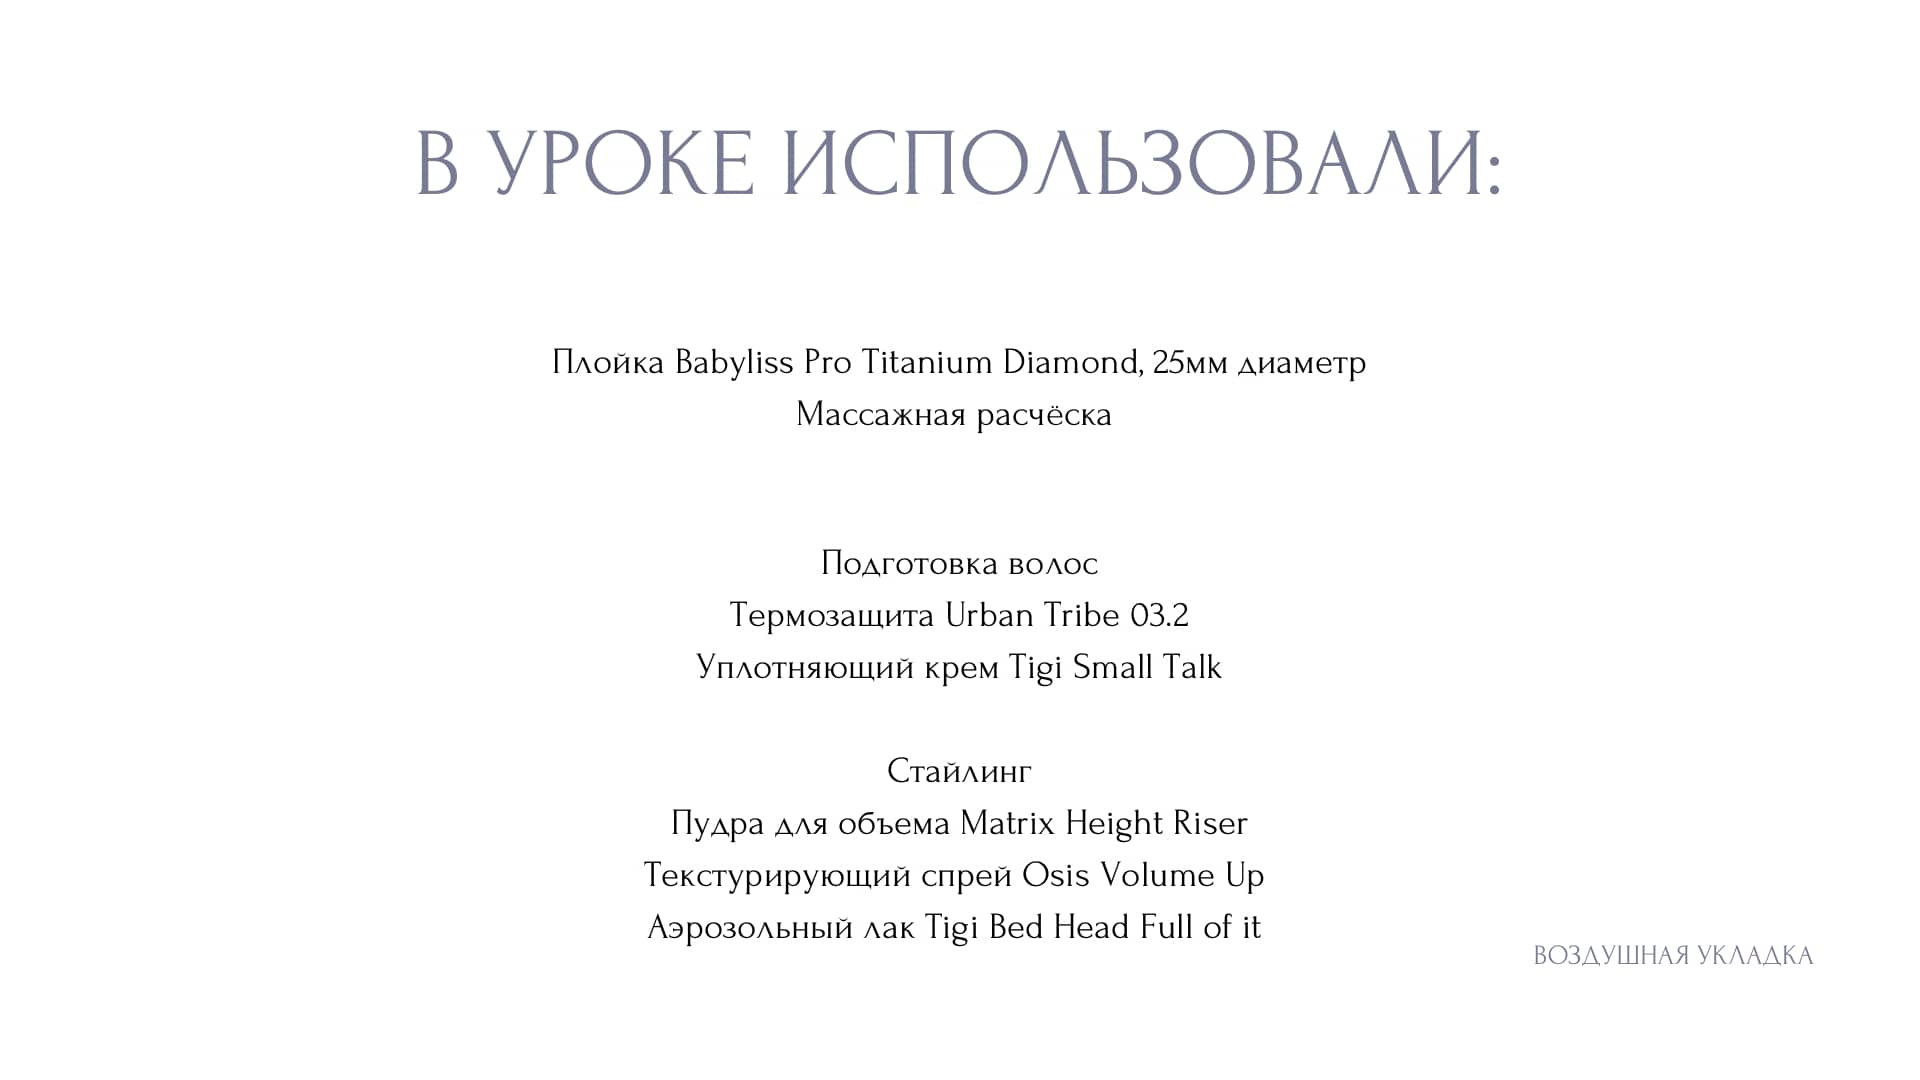 В УРОКЕ ИСПОЛЬЗОВАЛИ:
Плойка Babyliss Pro Titanium Diamond, 25мм диаметр
Массажная расчёска
Подготовка волос
Термозащита Urban Tribe 03.2
Уплотняющий крем Tigi Small Talk
Стайлинг
Пудра для объема Matrix Height Riser
Текстурирующий спрей Osis Volume Up
Аэрозольный лак Tigi Bed Head Full of it
ВОЗДУШНАЯ УКЛАДКА